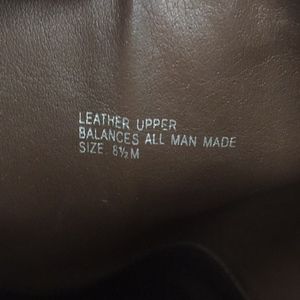 LEATHER UPPER
BALANCES ALL MAN MADE
SIZE 8½M